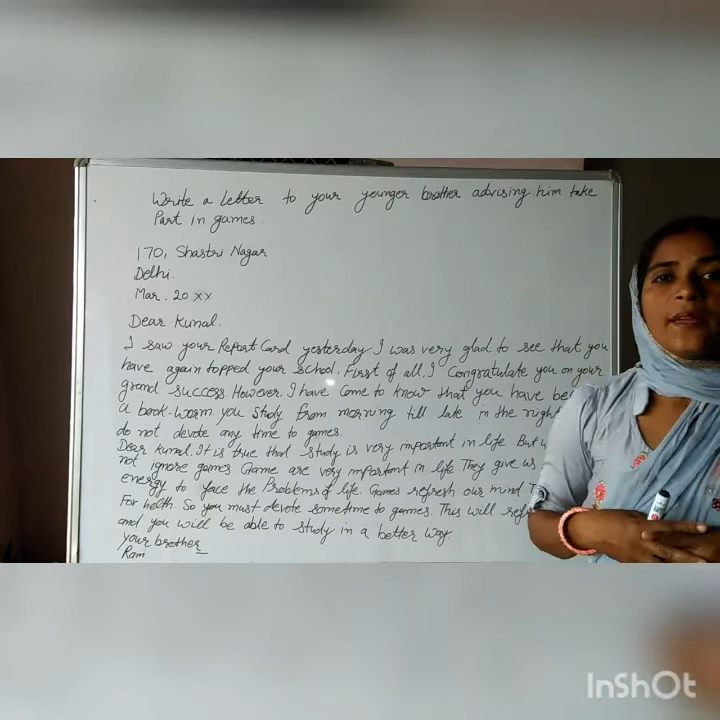 Write a letter to your younger brother advising him take
Part in games.
170, Shastri Nagar
Delhi
Mar. 20 XX
Dear Kunal.
I saw your Report Card yesterday I was very glad to see that you
have again topped your school. First of all, I Congratulate you on your
grand success. However, I have Come to know that you have be
a book-worm you study from morning till late in the night
do not devote any time to games.
Dear Kunal. It is true that study is very important in life. But
not ignore games. Game are very important in life. They give us
energy to face the Problems of life. Games refresh our mind
For helth. So you must devote sometime to games. This will ref
and you will be able to study in a better way.
your brother
Ram
InShOt